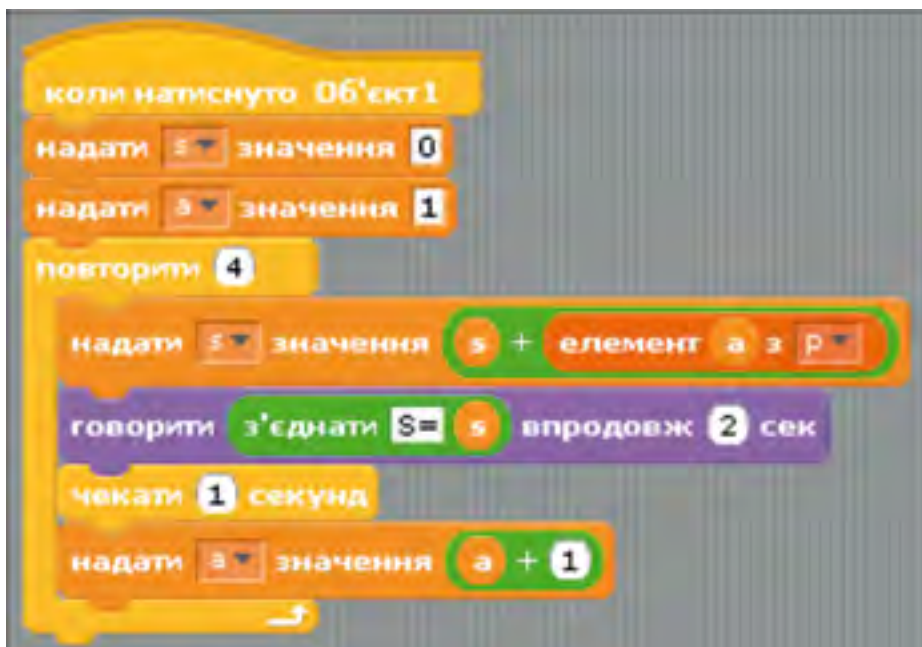 коли натиснуто Об'єкт1
надати s значення 0
надати a значення 1
повторити 4
надати s значення s + елемент a з p
говорити з'єднати S= s впродовж 2 сек
чекати 1 секунд
надати a значення a + 1